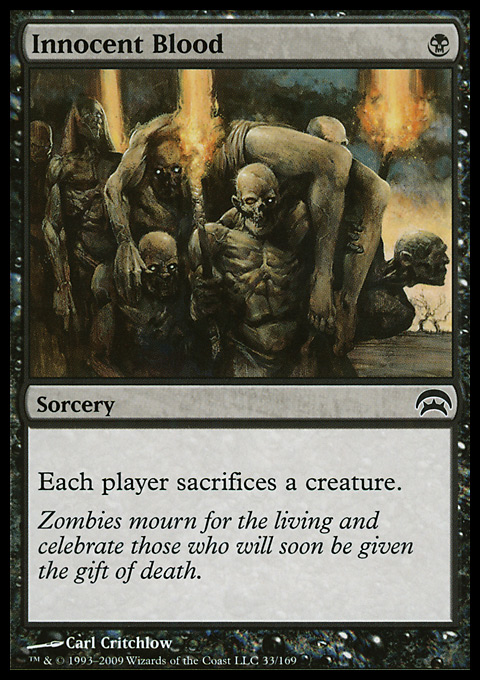 Innocent Blood
Sorcery
Each player sacrifices a creature.
Zombies mourn for the living and
celebrate those who will soon be given
the gift of death.
Carl Critchlow
™ & © 1993–2009 Wizards of the Coast LLC 33/169